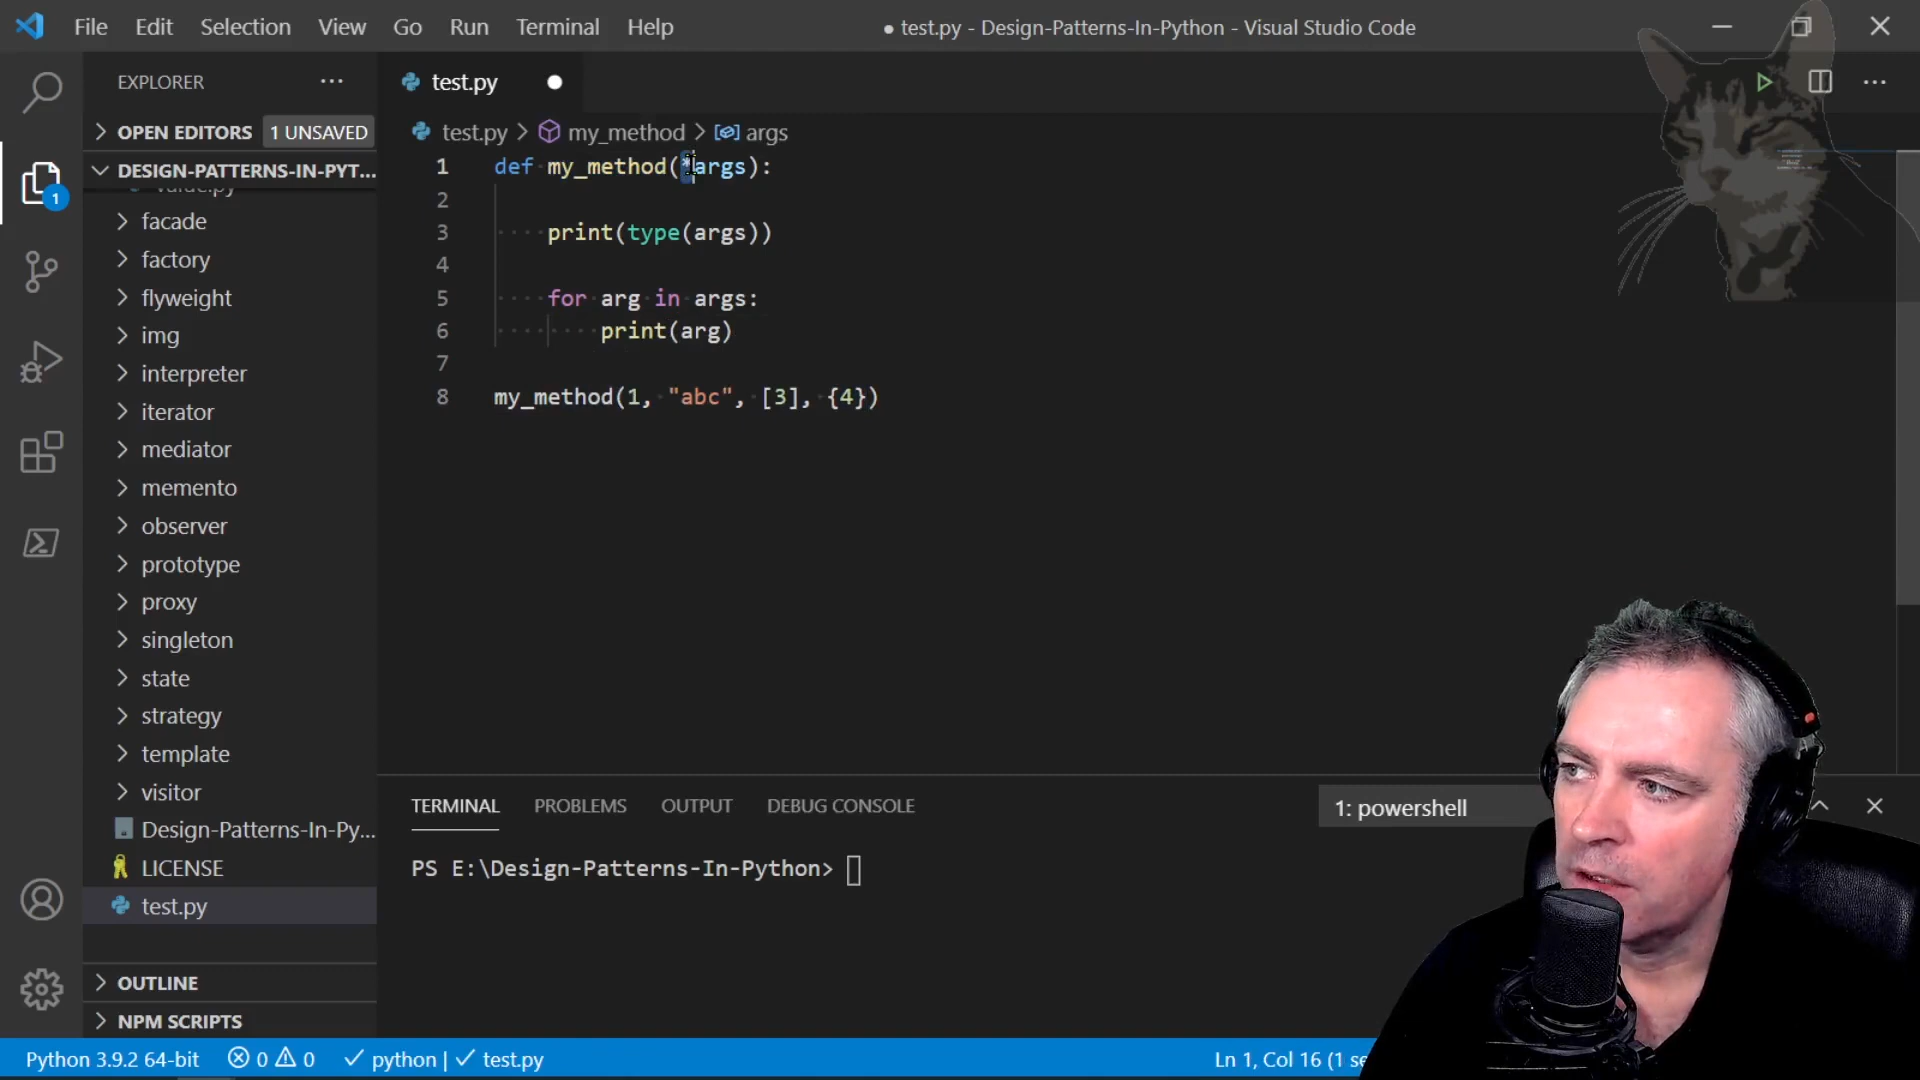 File Edit Selection View Go Run Terminal Help
● test.py - Design-Patterns-In-Python - Visual Studio Code
EXPLORER
OPEN EDITORS 1 UNSAVED
DESIGN-PATTERNS-IN-PYT...
value.py
facade
factory
flyweight
img
interpreter
iterator
mediator
memento
observer
prototype
proxy
singleton
state
strategy
template
visitor
Design-Patterns-In-Py...
LICENSE
test.py
OUTLINE
NPM SCRIPTS
1
test.py
test.py > my_method > args
1 def my_method(*args):
2
3 print(type(args))
4
5 for arg in args:
6 print(arg)
7
8 my_method(1, "abc", [3], {4})
TERMINAL PROBLEMS OUTPUT DEBUG CONSOLE
1: powershell
PS E:\Design-Patterns-In-Python>
Python 3.9.2 64-bit 0 0 python | test.py
Ln 1, Col 16 (1 se